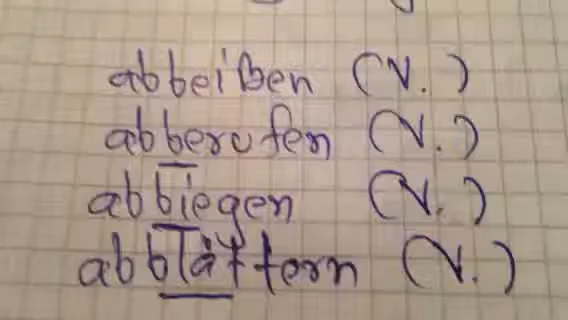 abbeißen (V.)
abberufen (V.)
abbiegen (V.)
abblättern (V.)